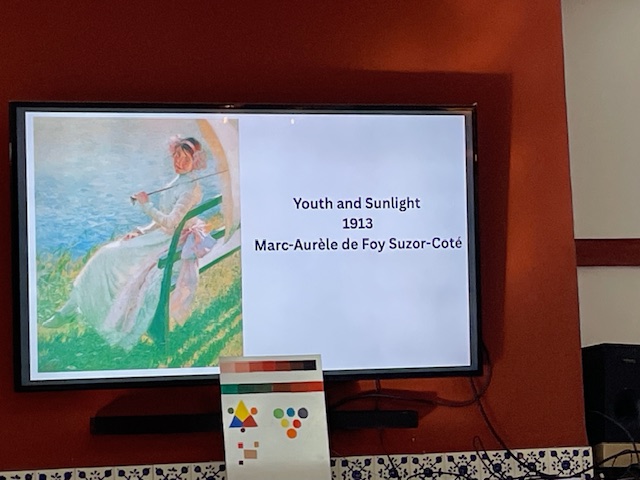 Youth and Sunlight
1913
Marc-Aurèle de Foy Suzor-Coté